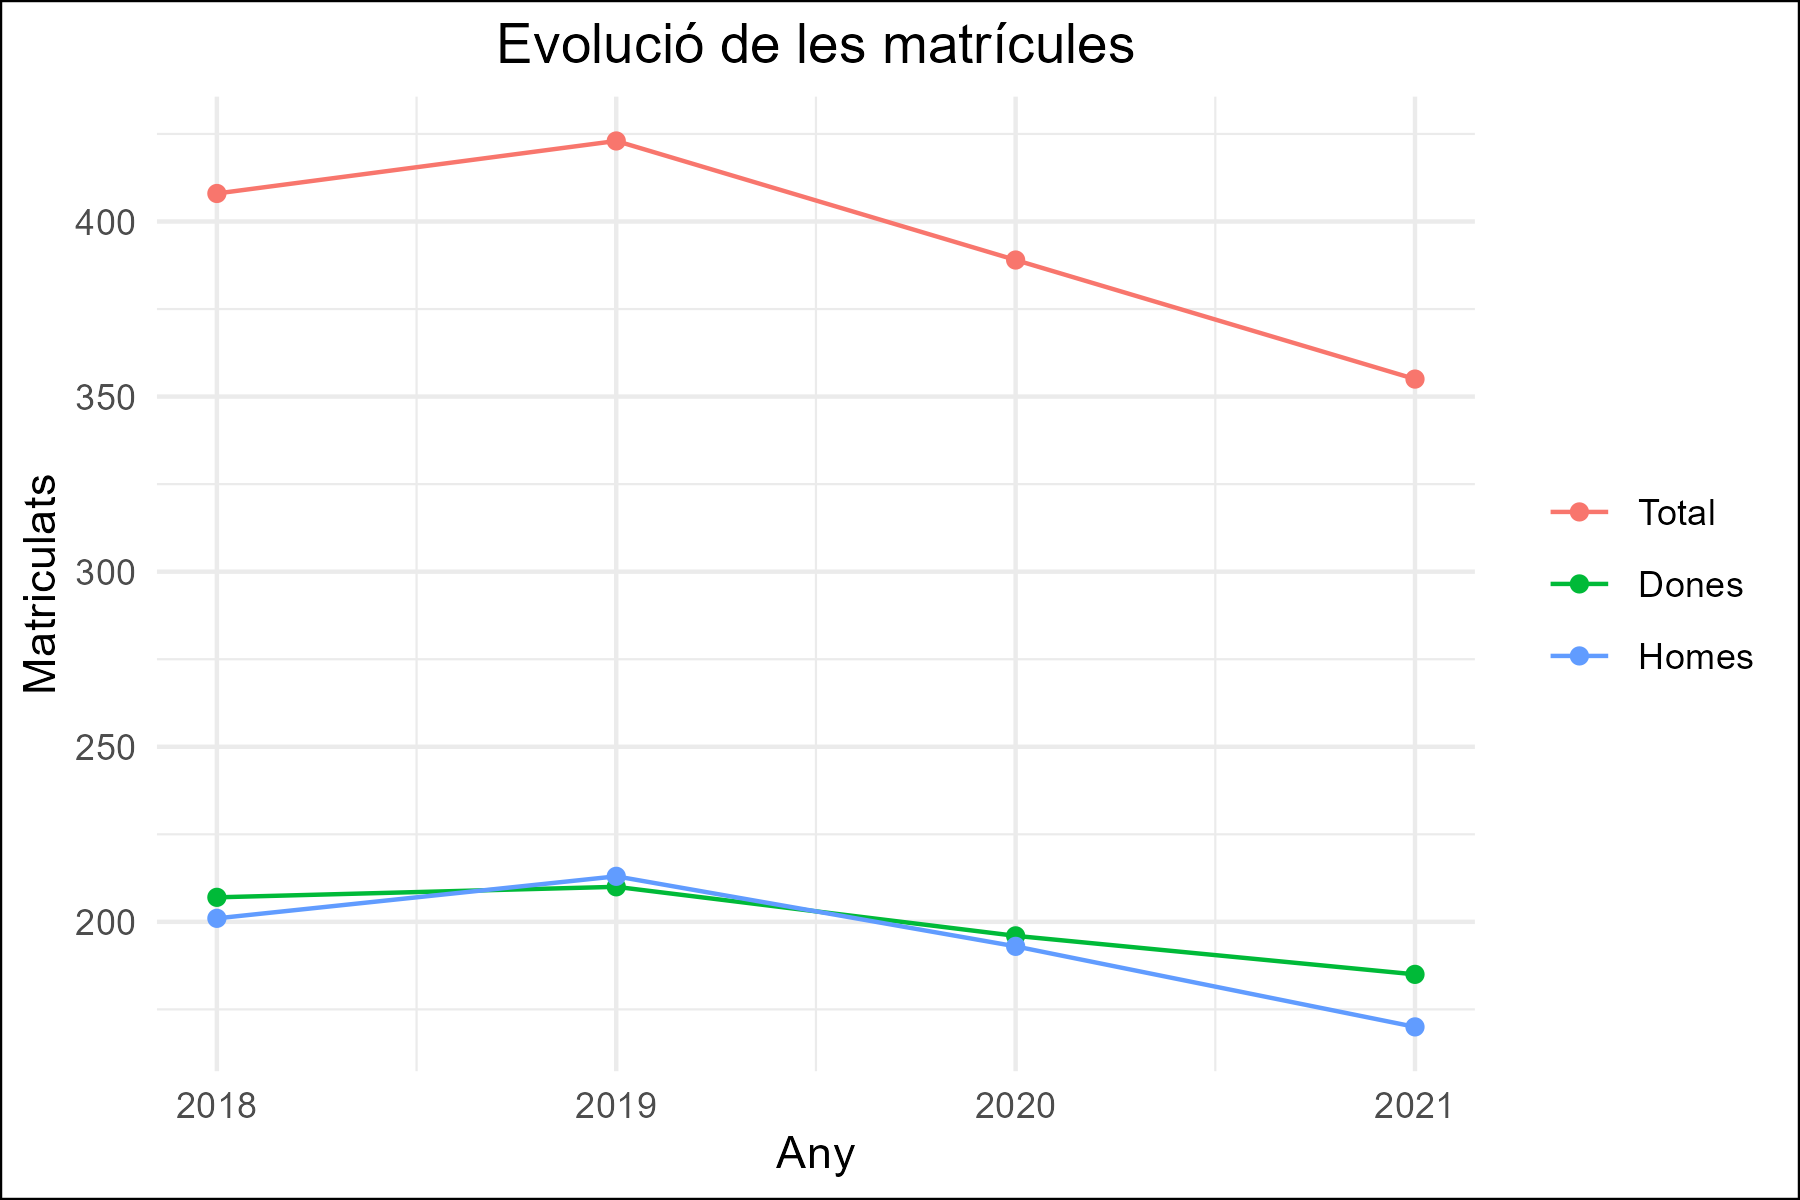 Evolució de les matrícules
Matriculats
400
350
300
250
200
2018 2019 2020 2021
Any
Total
Dones
Homes